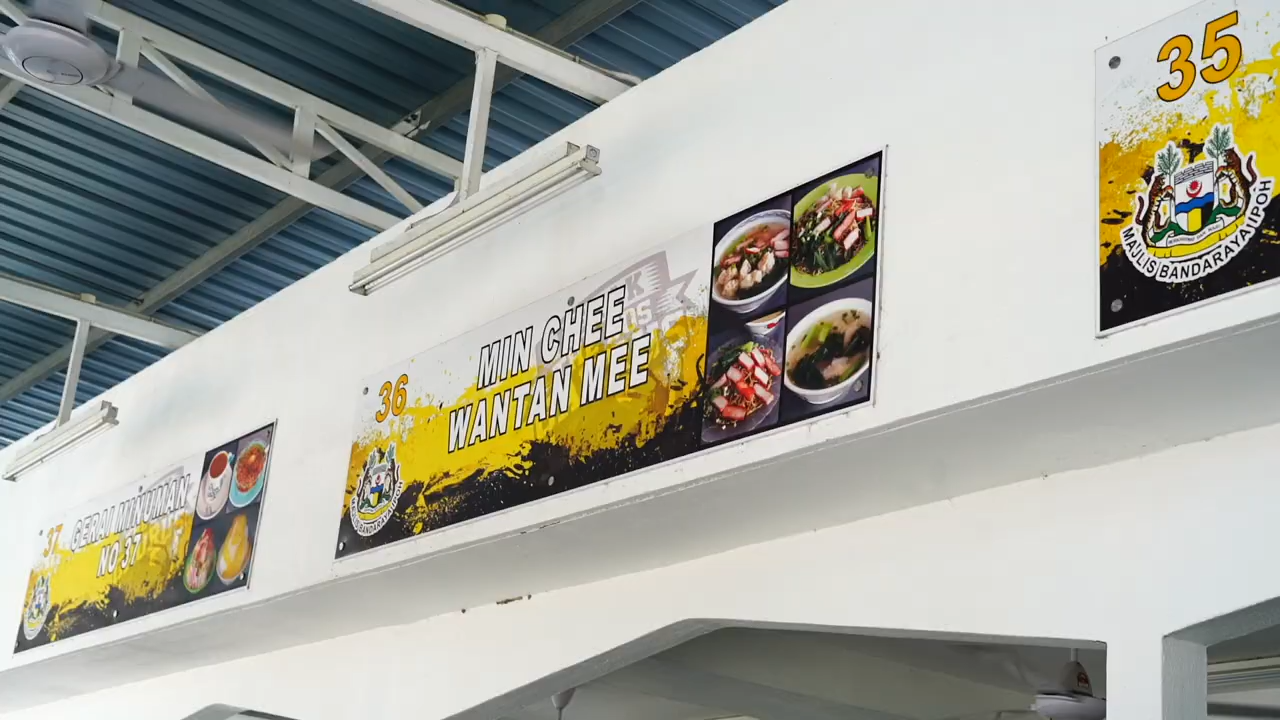 37
GERAI MINUMAN
NO 37
36
MIN CHEE
WANTAN MEE
MAJLIS BANDARAYA IPOH
35
MAJLIS BANDARAYA IPOH